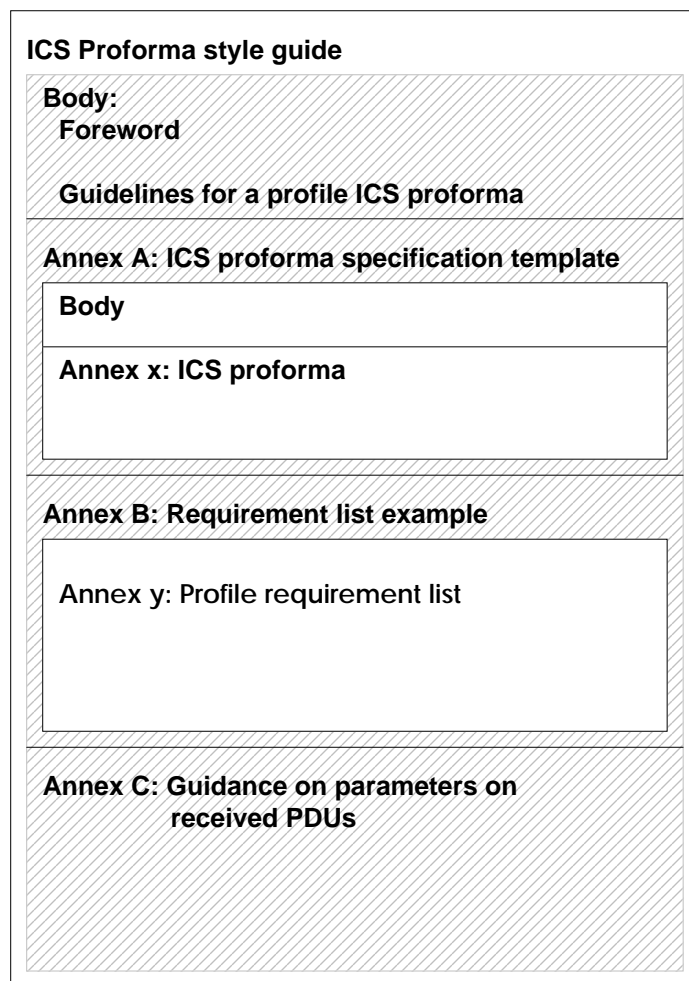 ICS Proforma style guide
Body:
Foreword
Guidelines for a profile ICS proforma
Annex A: ICS proforma specification template
Body
Annex x: ICS proforma
Annex B: Requirement list example
Annex y: Profile requirement list
Annex C: Guidance on parameters on
received PDUs